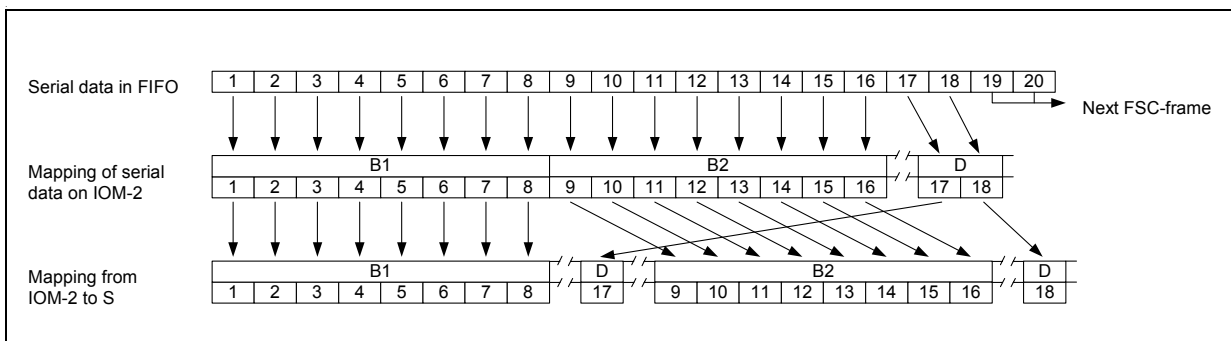 Serial data in FIFO
1 2 3 4 5 6 7 8 9 10 11 12 13 14 15 16 17 18 19 20
Next FSC-frame
Mapping of serial
data on IOM-2
B1 B2 D
1 2 3 4 5 6 7 8 9 10 11 12 13 14 15 16 17 18
Mapping from
IOM-2 to S
B1 D B2 D
1 2 3 4 5 6 7 8 17 9 10 11 12 13 14 15 16 18